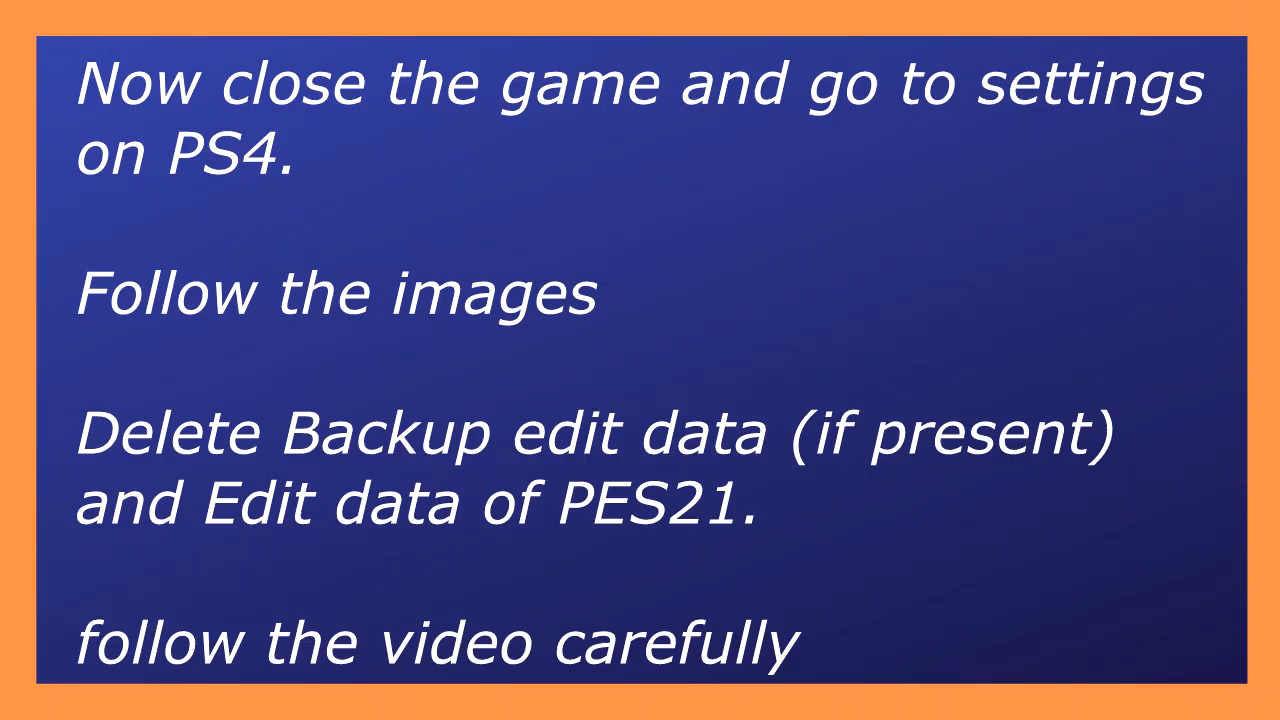 Now close the game and go to settings
on PS4.
Follow the images
Delete Backup edit data (if present)
and Edit data of PES21.
follow the video carefully